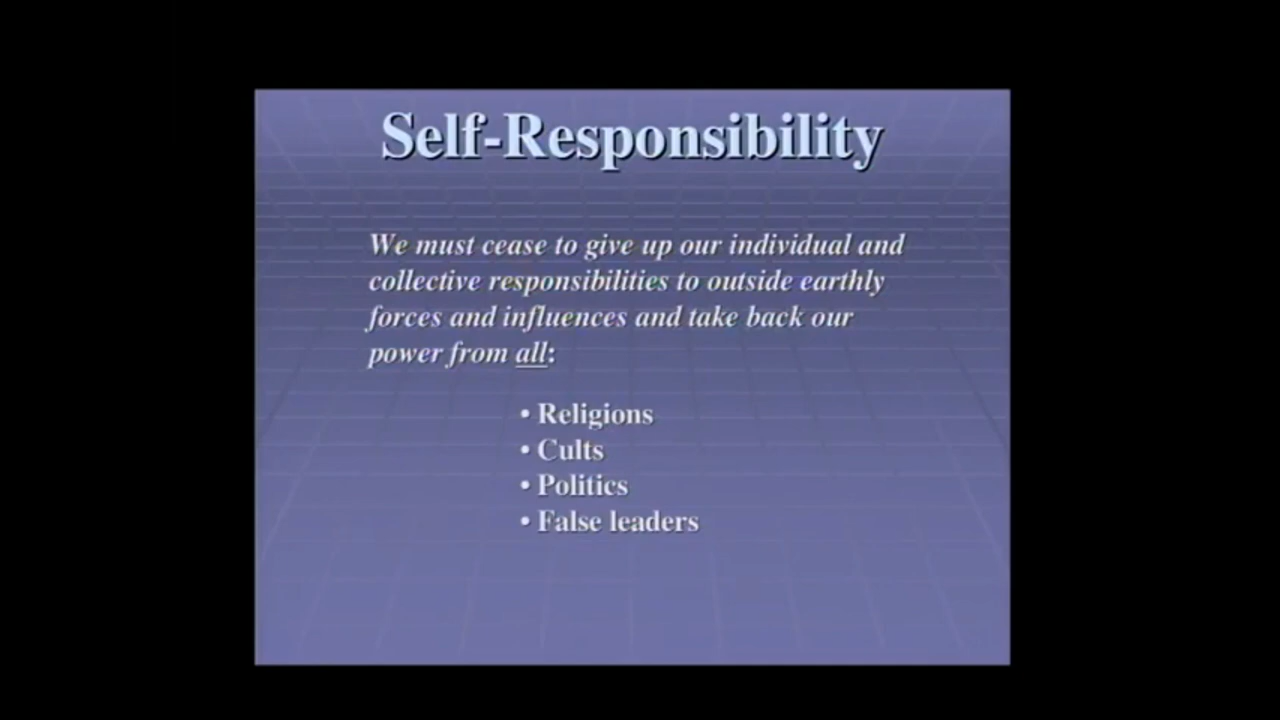 Self-Responsibility
We must cease to give up our individual and
collective responsibilities to outside earthly
forces and influences and take back our
power from all:
• Religions
• Cults
• Politics
• False leaders